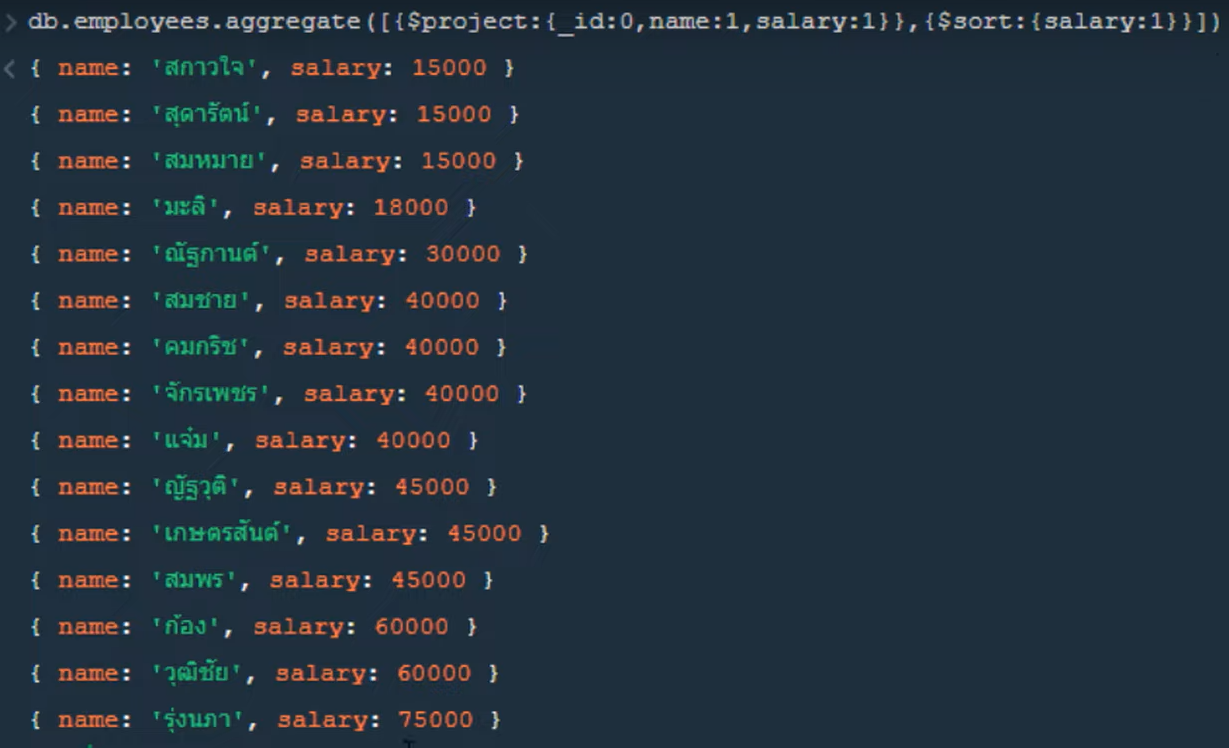 > db.employees.aggregate([{$project:{_id:0,name:1,salary:1}},{$sort:{salary:1}}])
< { name: 'สกาวใจ', salary: 15000 }
{ name: 'สุดารัตน์', salary: 15000 }
{ name: 'สมหมาย', salary: 15000 }
{ name: 'มะลิ', salary: 18000 }
{ name: 'ณัฐกานต์', salary: 30000 }
{ name: 'สมชาย', salary: 40000 }
{ name: 'คมกริช', salary: 40000 }
{ name: 'จักรเพชร', salary: 40000 }
{ name: 'แจ่ม', salary: 40000 }
{ name: 'ญัฐวุติ', salary: 45000 }
{ name: 'เกษตรสันต์', salary: 45000 }
{ name: 'สมพร', salary: 45000 }
{ name: 'ก้อง', salary: 60000 }
{ name: 'วุฒิชัย', salary: 60000 }
{ name: 'รุ่งนภา', salary: 75000 }